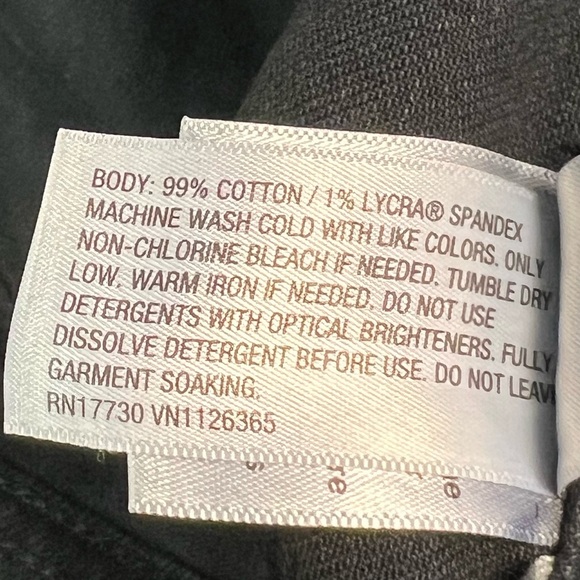 BODY: 99% COTTON / 1% LYCRA® SPANDEX
MACHINE WASH COLD WITH LIKE COLORS. ONLY
NON-CHLORINE BLEACH IF NEEDED. TUMBLE DRY
LOW. WARM IRON IF NEEDED. DO NOT USE
DETERGENTS WITH OPTICAL BRIGHTENERS. FULLY
DISSOLVE DETERGENT BEFORE USE. DO NOT LEAVE
GARMENT SOAKING.
RN17730 VN1126365